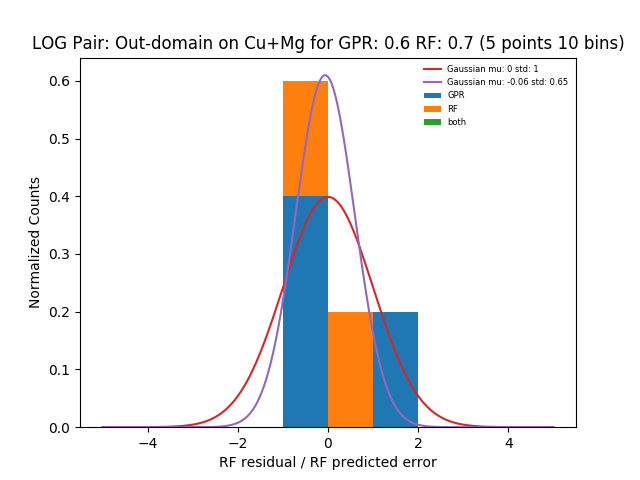 LOG Pair: Out-domain on Cu+Mg for GPR: 0.6 RF: 0.7 (5 points 10 bins)
Gaussian mu: 0 std: 1
Gaussian mu: -0.06 std: 0.65
GPR
RF
both
Normalized Counts
0.6
0.5
0.4
0.3
0.2
0.1
0.0
−4 −2 0 2 4
RF residual / RF predicted error